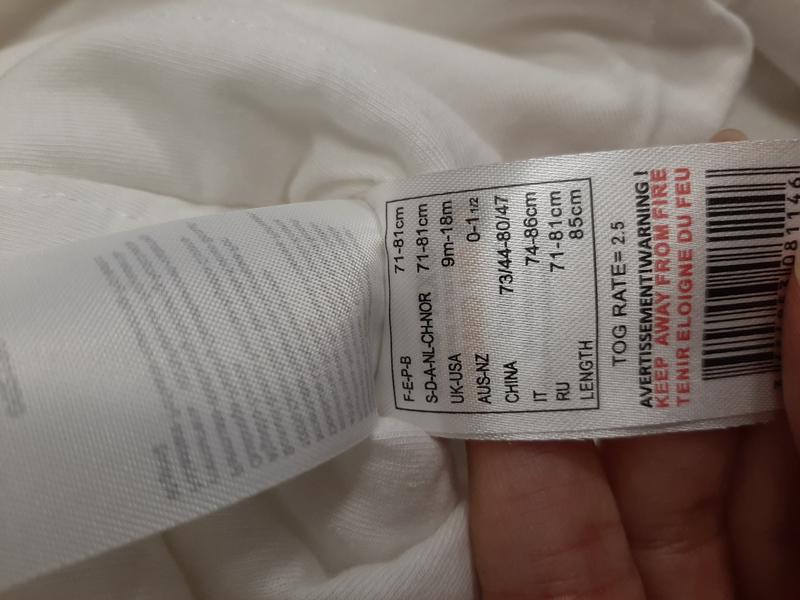 F-E-P-B 71-81cm
S-D-A-NL-CH-NOR 71-81cm
UK-USA 9m-18m
AUS-NZ 0-1 1/2
CHINA 73/44-80/47
IT 74-86cm
RU 71-81cm
LENGTH 85cm
TOG RATE= 2.5
AVERTISSEMENT/WARNING!
KEEP AWAY FROM FIRE
TENIR ELOIGNE DU FEU
081146